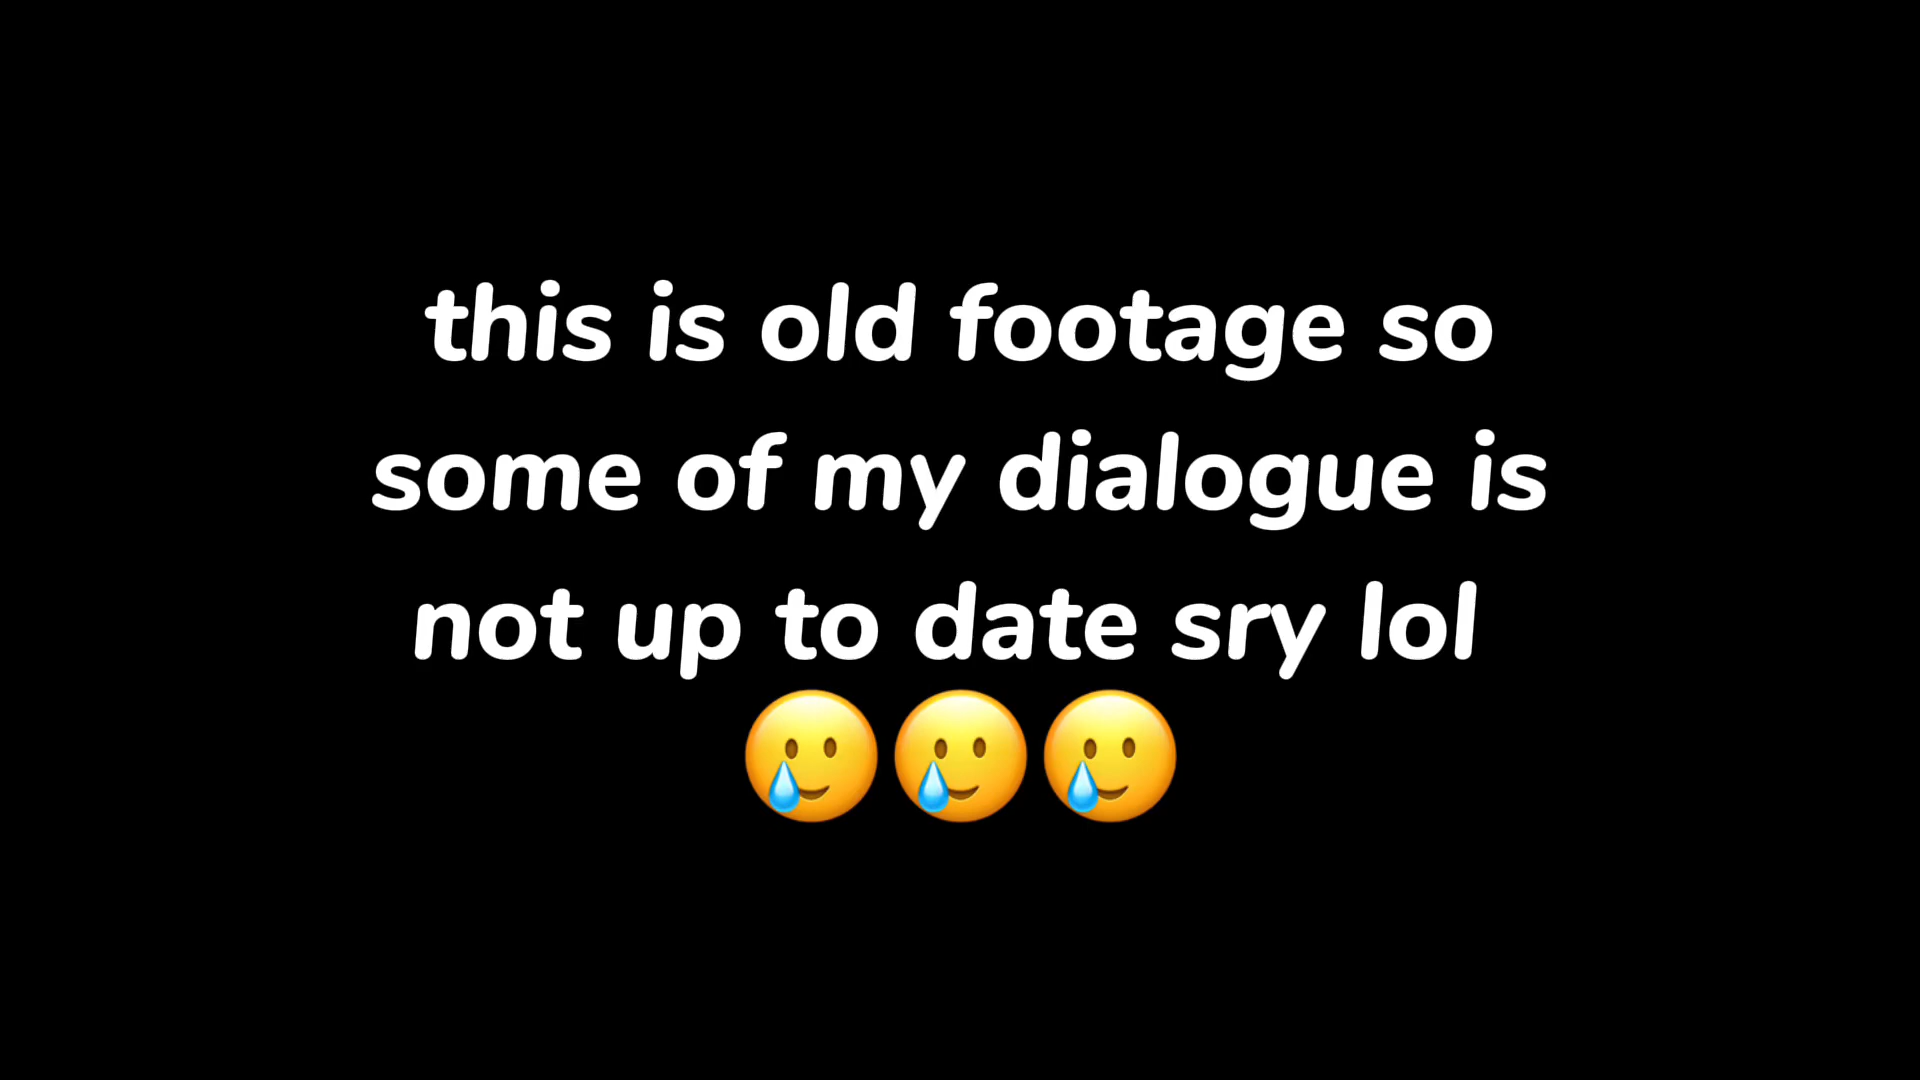 this is old footage so
some of my dialogue is
not up to date sry lol
🥲🥲🥲